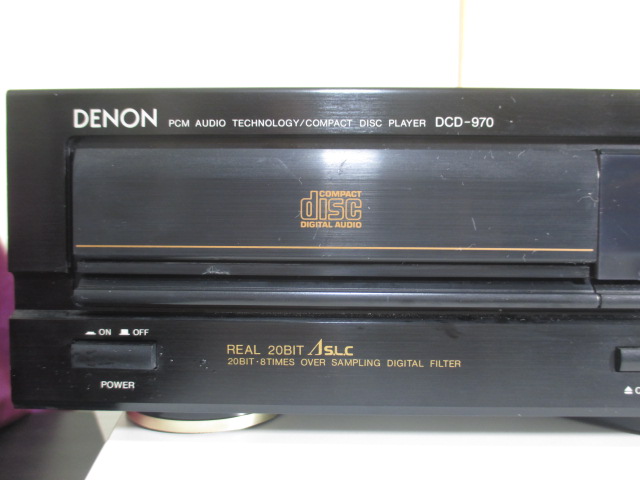 DENON PCM AUDIO TECHNOLOGY/COMPACT DISC PLAYER DCD-970
COMPACT
disc
DIGITAL AUDIO
ON OFF
POWER
REAL 20BIT ΛS.L.C
20BIT·8TIMES OVER SAMPLING DIGITAL FILTER